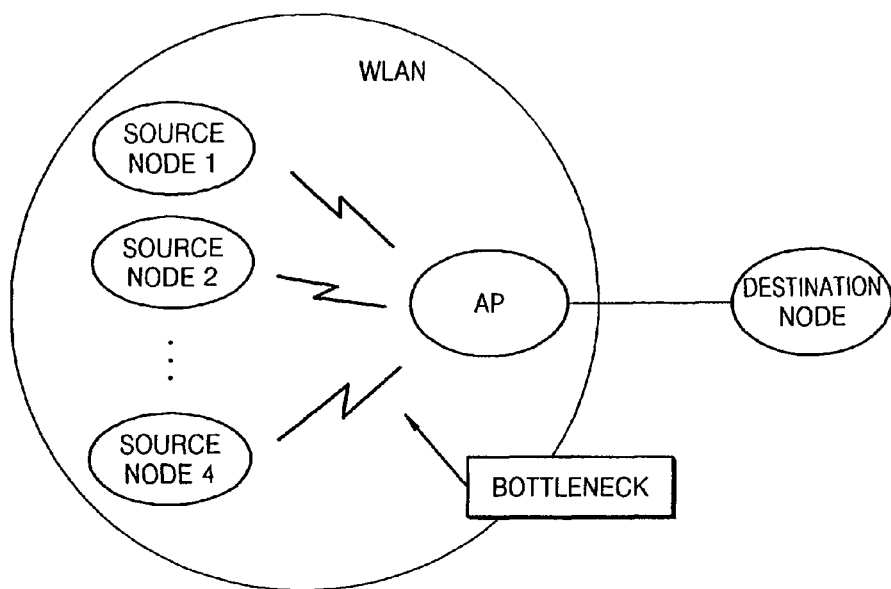 WLAN
SOURCE
NODE 1
SOURCE
NODE 2
AP
DESTINATION
NODE
SOURCE
NODE 4
BOTTLENECK